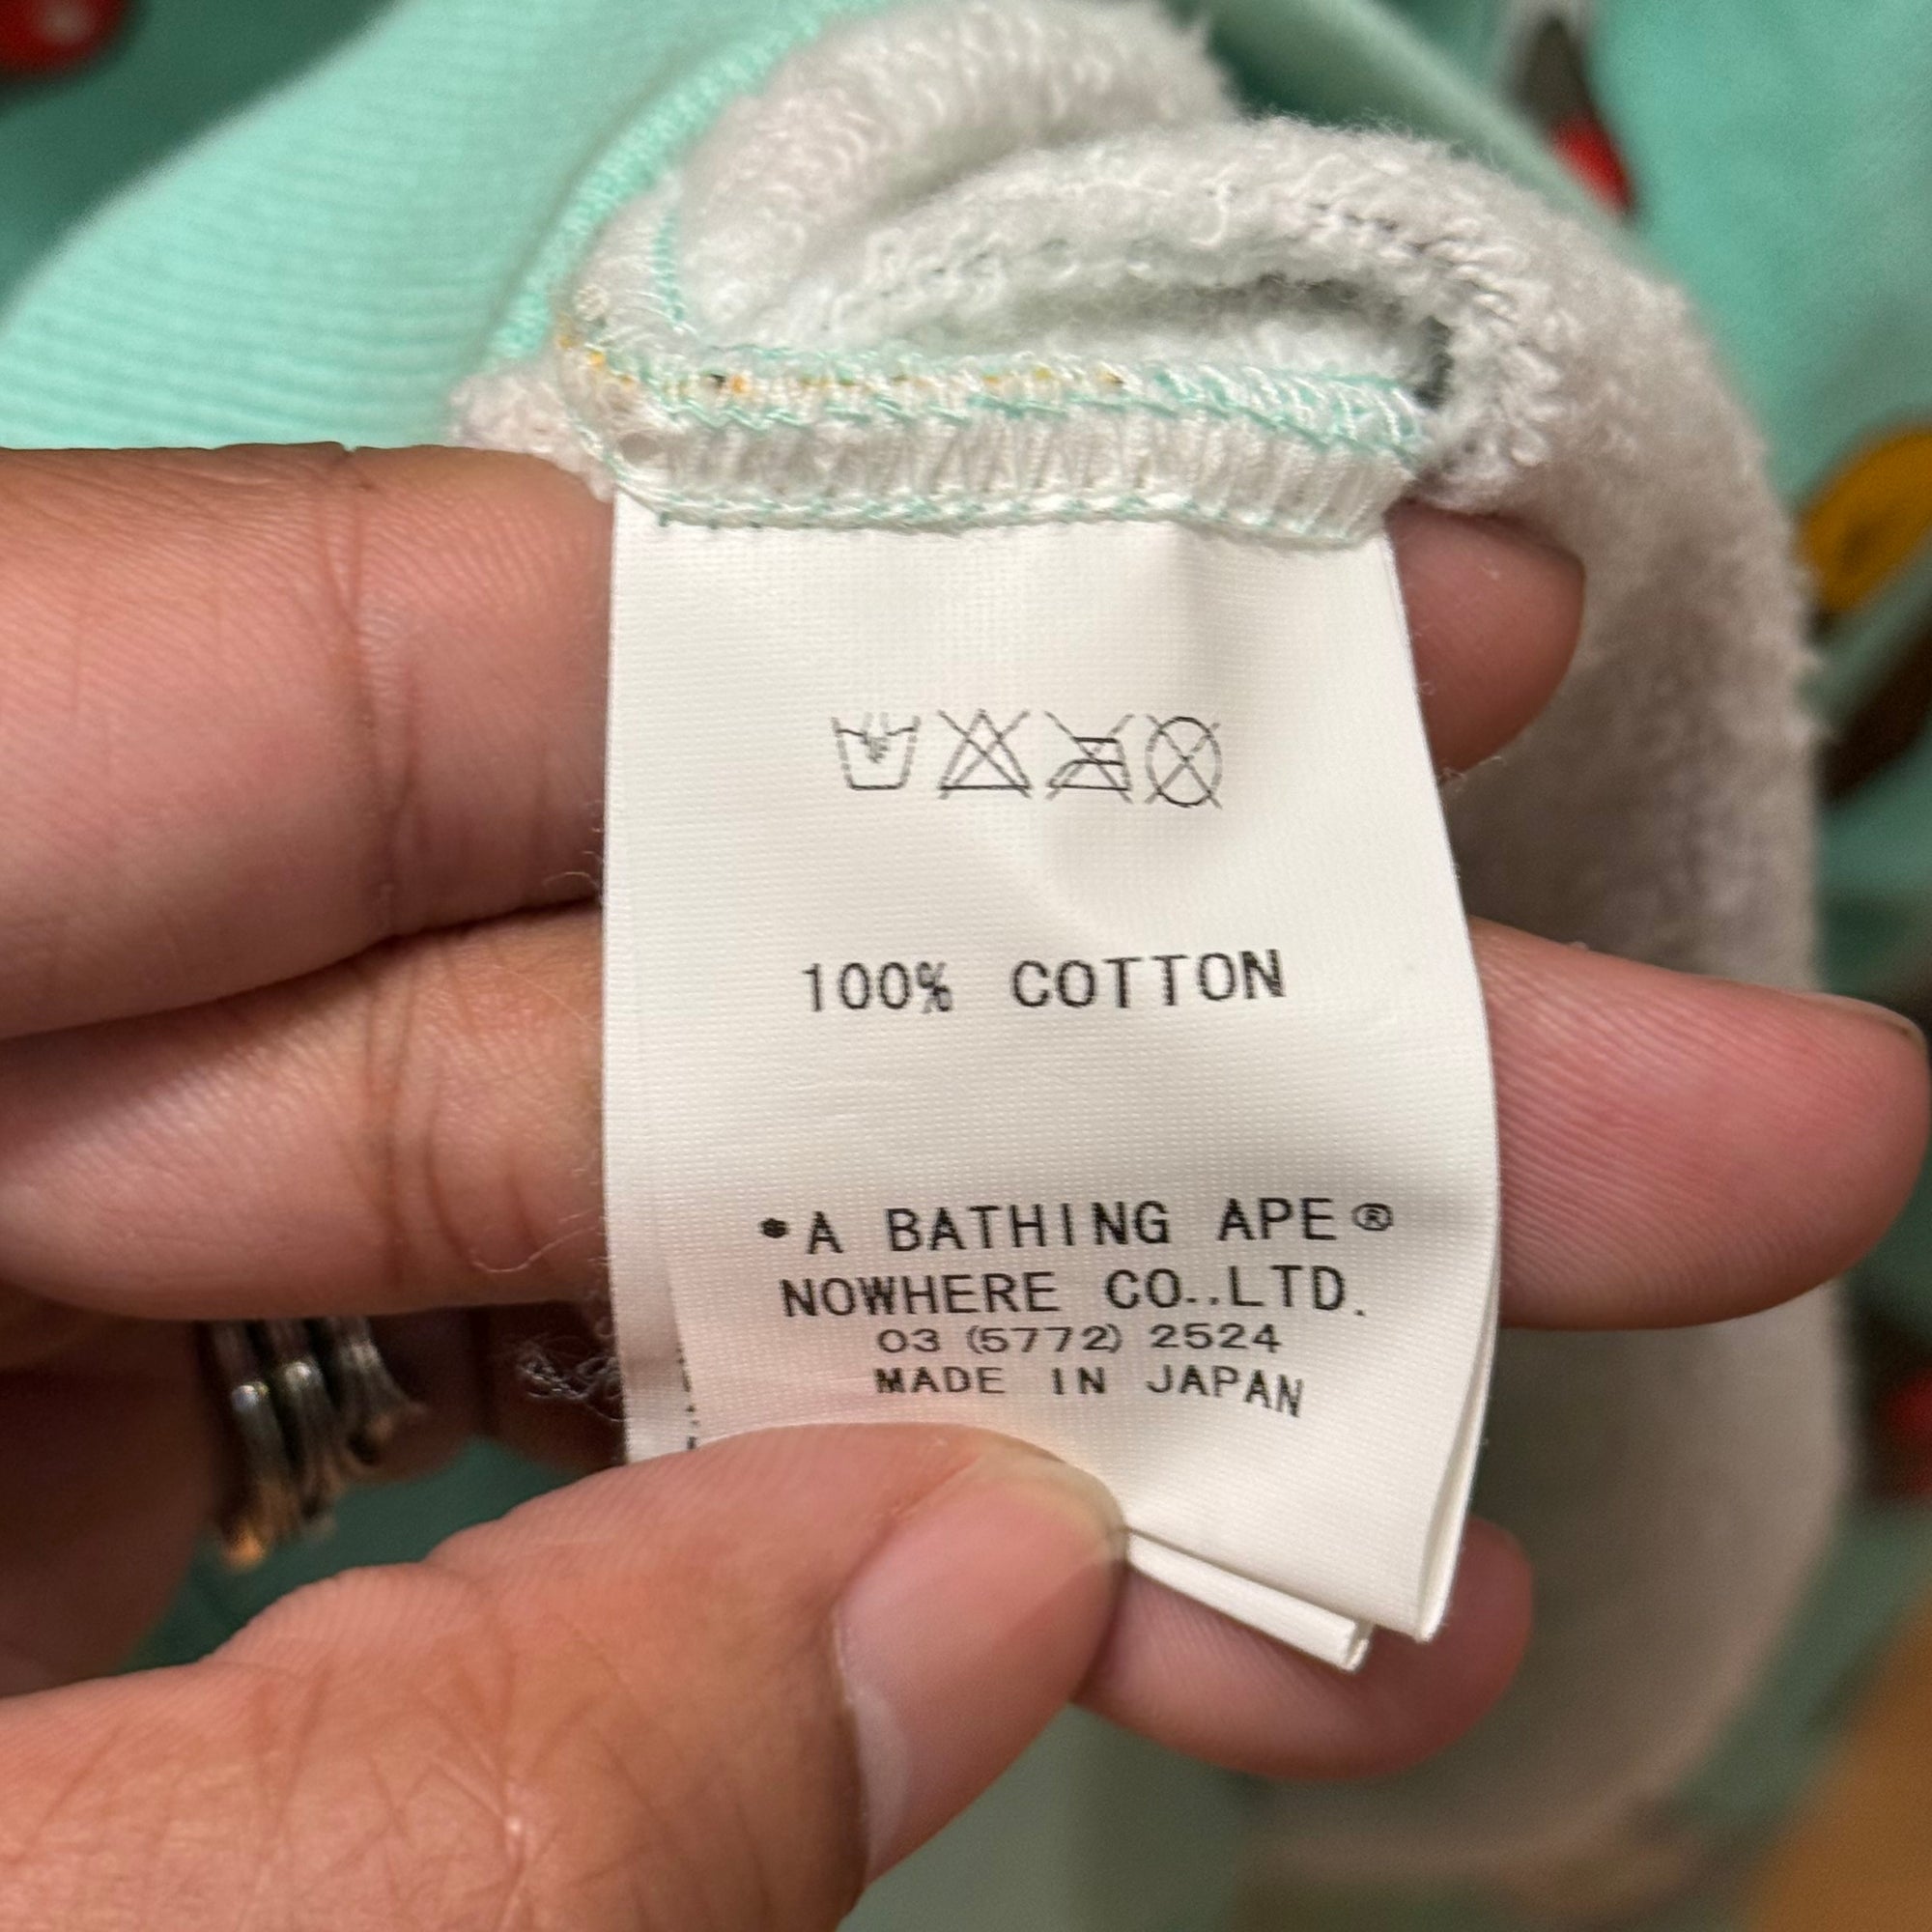 100% COTTON
•A BATHING APE®
NOWHERE CO.,LTD.
03 (5772) 2524
MADE IN JAPAN